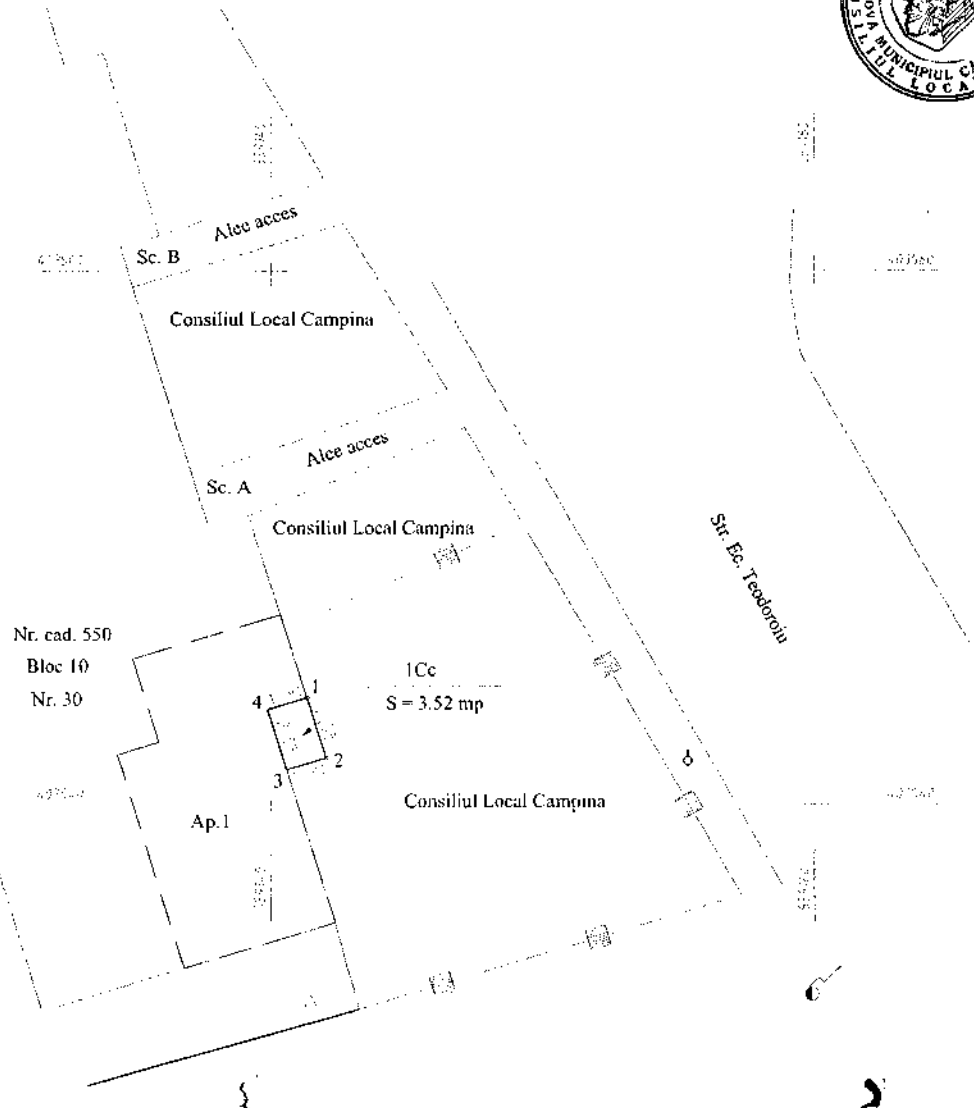 MUNICIPIUL
Alee acces
Sc. B
Consiliul Local Campina
Alee acces
Sc. A
Consiliul Local Campina
Str. Ec. Teodoroiu
Nr. cad. 550
Bloc 10
Nr. 30
1Cc
S = 3.52 mp
1
4
2
3
Consiliul Local Campina
Ap.1